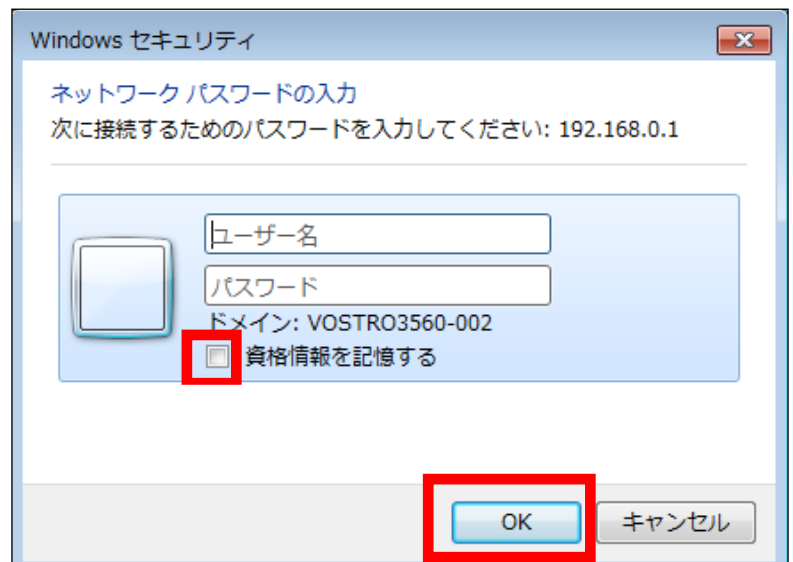 Windows セキュリティ
ネットワーク パスワードの入力
次に接続するためのパスワードを入力してください: 192.168.0.1
ユーザー名
パスワード
ドメイン: VOSTRO3560-002
資格情報を記憶する
OK
キャンセル